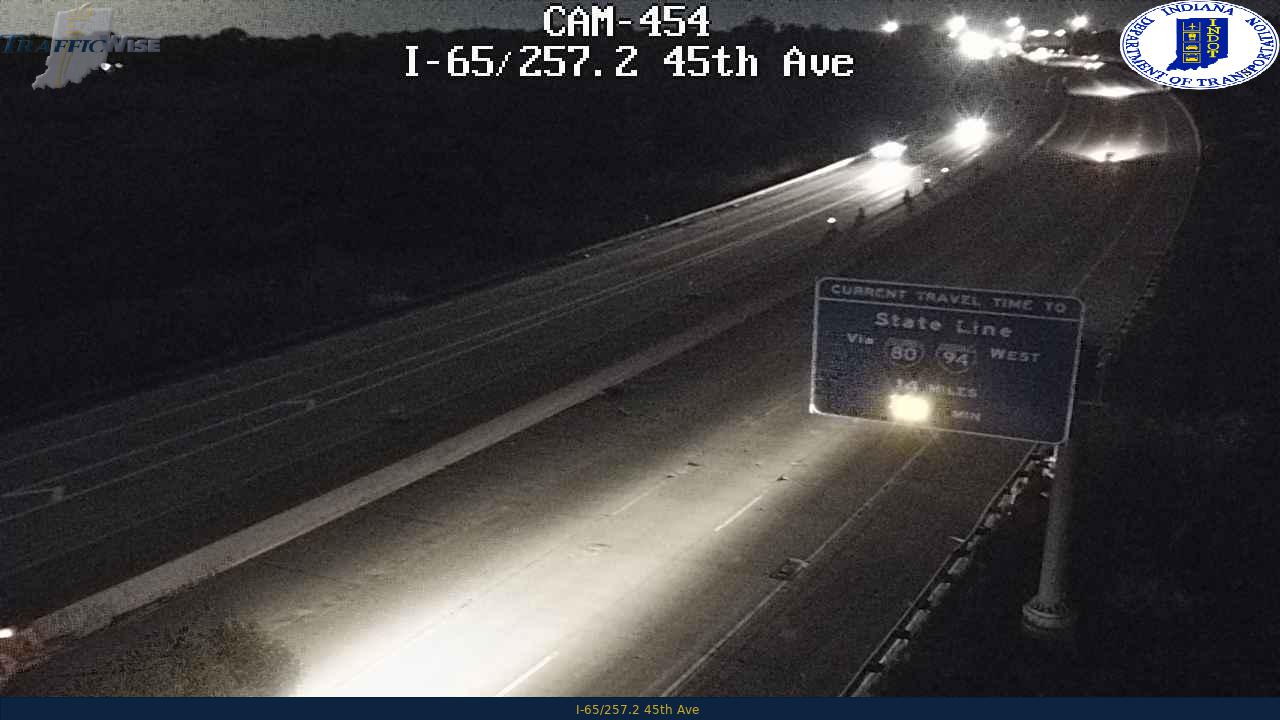 CAM-454
I-65/257.2 45th Ave
TRAFFICWISE
INDIANA
DEPARTMENT OF TRANSPORTATION
INDOT
CURRENT TRAVEL TIME TO
State Line
Via 80 94 WEST
14 MILES
MIN
I-65/257.2 45th Ave